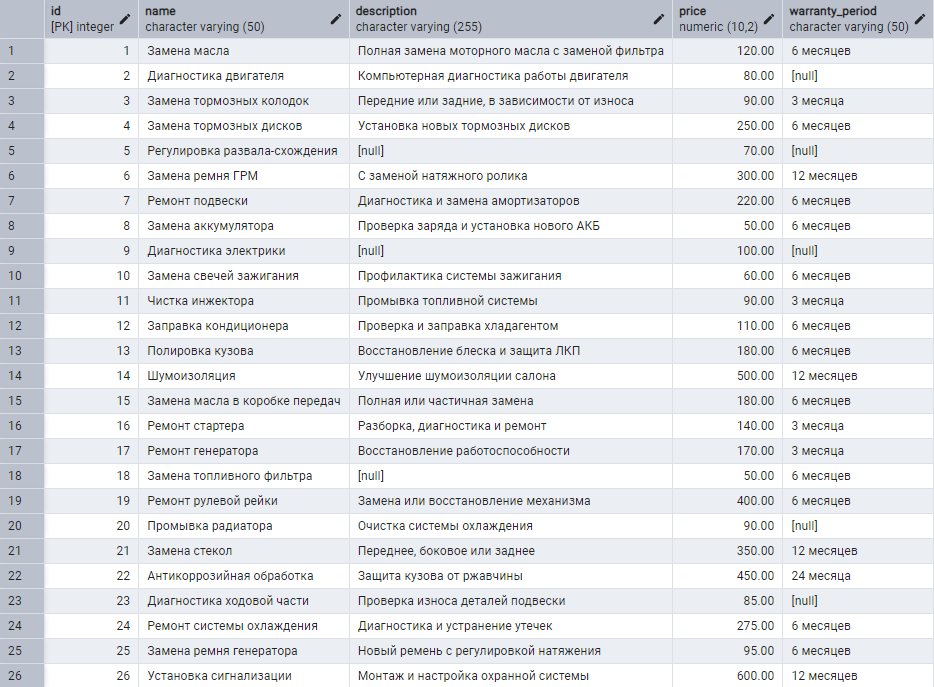 id name description price warranty_period
[PK] integer character varying (50) character varying (255) numeric (10,2) character varying (50)
1 1 Замена масла Полная замена моторного масла с заменой фильтра 120.00 6 месяцев
2 2 Диагностика двигателя Компьютерная диагностика работы двигателя 80.00 [null]
3 3 Замена тормозных колодок Передние или задние, в зависимости от износа 90.00 3 месяца
4 4 Замена тормозных дисков Установка новых тормозных дисков 250.00 6 месяцев
5 5 Регулировка развала-схождения [null] 70.00 [null]
6 6 Замена ремня ГРМ С заменой натяжного ролика 300.00 12 месяцев
7 7 Ремонт подвески Диагностика и замена амортизаторов 220.00 6 месяцев
8 8 Замена аккумулятора Проверка заряда и установка нового АКБ 50.00 6 месяцев
9 9 Диагностика электрики [null] 100.00 [null]
10 10 Замена свечей зажигания Профилактика системы зажигания 60.00 6 месяцев
11 11 Чистка инжектора Промывка топливной системы 90.00 3 месяца
12 12 Заправка кондиционера Проверка и заправка хладагентом 110.00 6 месяцев
13 13 Полировка кузова Восстановление блеска и защита ЛКП 180.00 6 месяцев
14 14 Шумоизоляция Улучшение шумоизоляции салона 500.00 12 месяцев
15 15 Замена масла в коробке передач Полная или частичная замена 180.00 6 месяцев
16 16 Ремонт стартера Разборка, диагностика и ремонт 140.00 3 месяца
17 17 Ремонт генератора Восстановление работоспособности 170.00 3 месяца
18 18 Замена топливного фильтра [null] 50.00 6 месяцев
19 19 Ремонт рулевой рейки Замена или восстановление механизма 400.00 6 месяцев
20 20 Промывка радиатора Очистка системы охлаждения 90.00 [null]
21 21 Замена стекол Переднее, боковое или заднее 350.00 12 месяцев
22 22 Антикоррозийная обработка Защита кузова от ржавчины 450.00 24 месяца
23 23 Диагностика ходовой части Проверка износа деталей подвески 85.00 [null]
24 24 Ремонт системы охлаждения Диагностика и устранение утечек 275.00 6 месяцев
25 25 Замена ремня генератора Новый ремень с регулировкой натяжения 95.00 6 месяцев
26 26 Установка сигнализации Монтаж и настройка охранной системы 600.00 12 месяцев